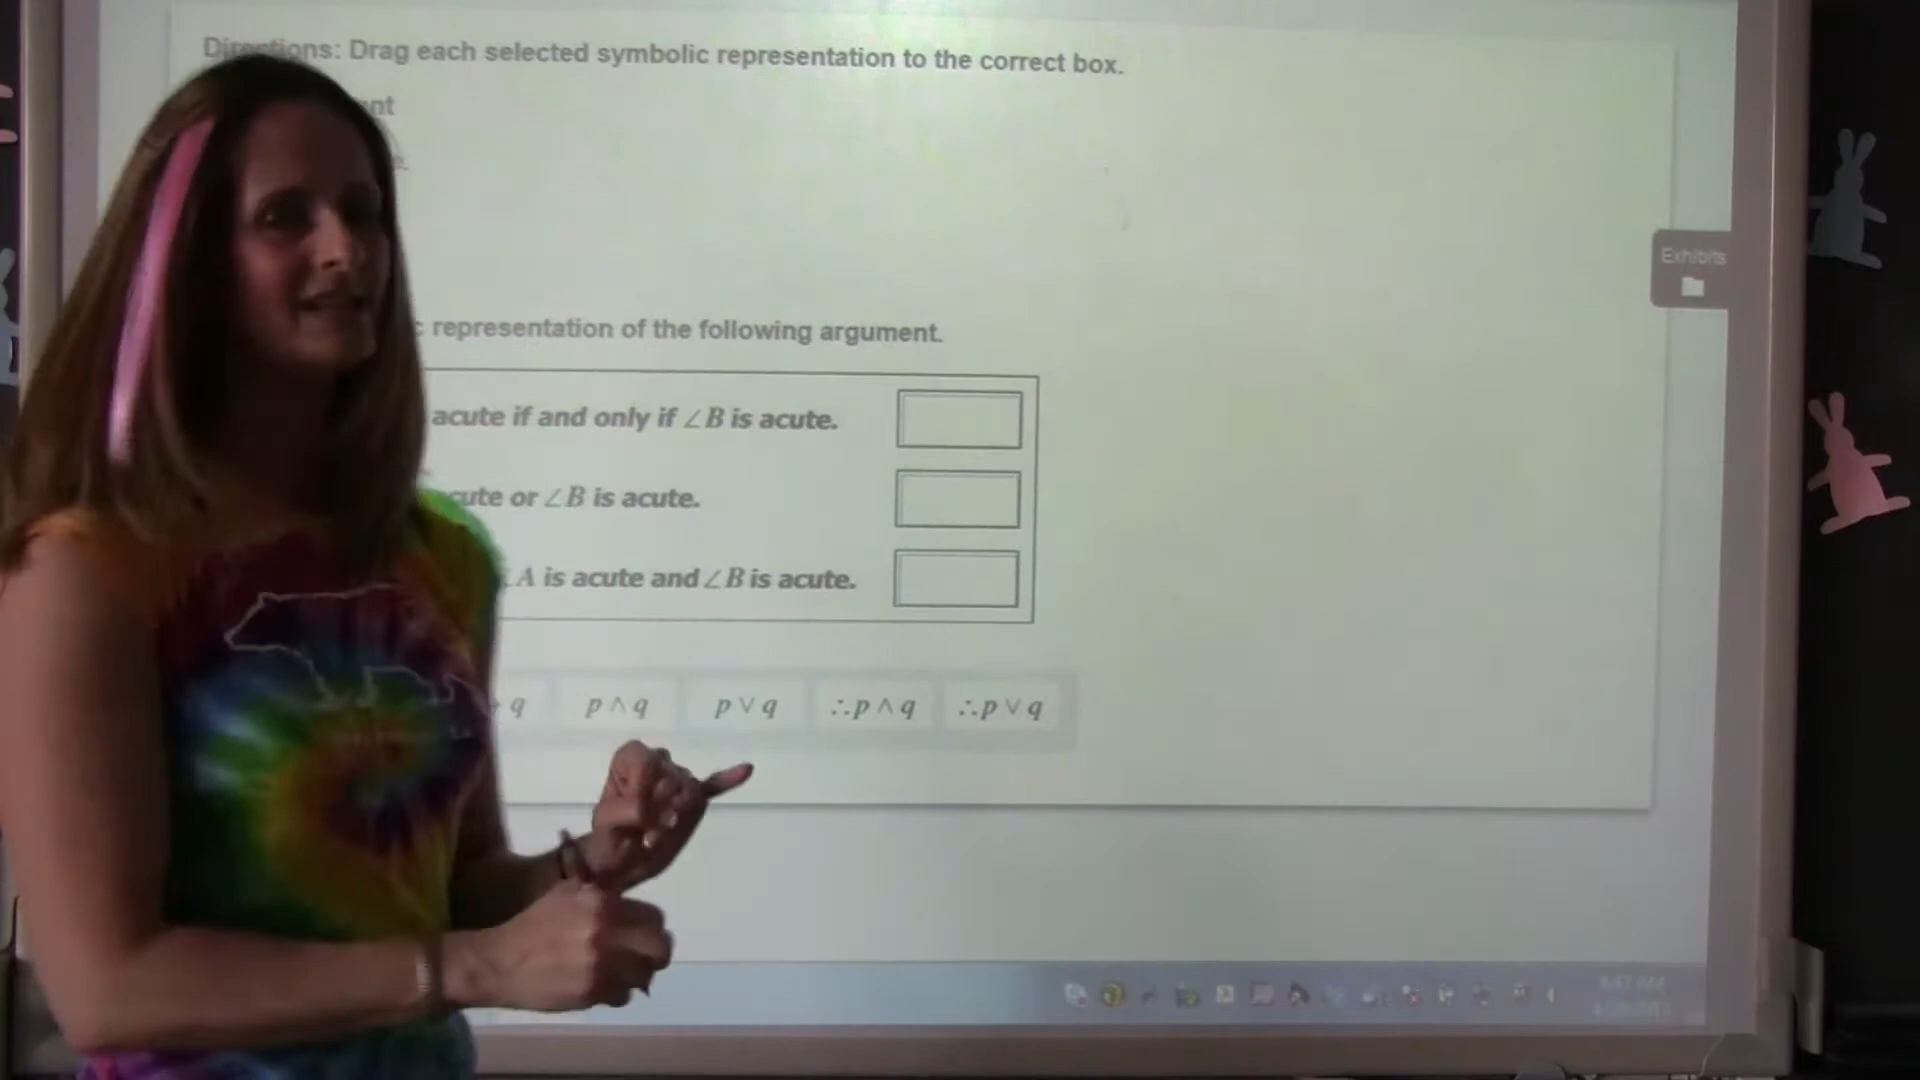 Directions: Drag each selected symbolic representation to the correct box.
representation of the following argument.
acute if and only if ∠B is acute.
or ∠B is acute.
A is acute and ∠B is acute.
q p ∧ q p ∨ q ∴ p ∧ q ∴ p ∨ q
Exhibits